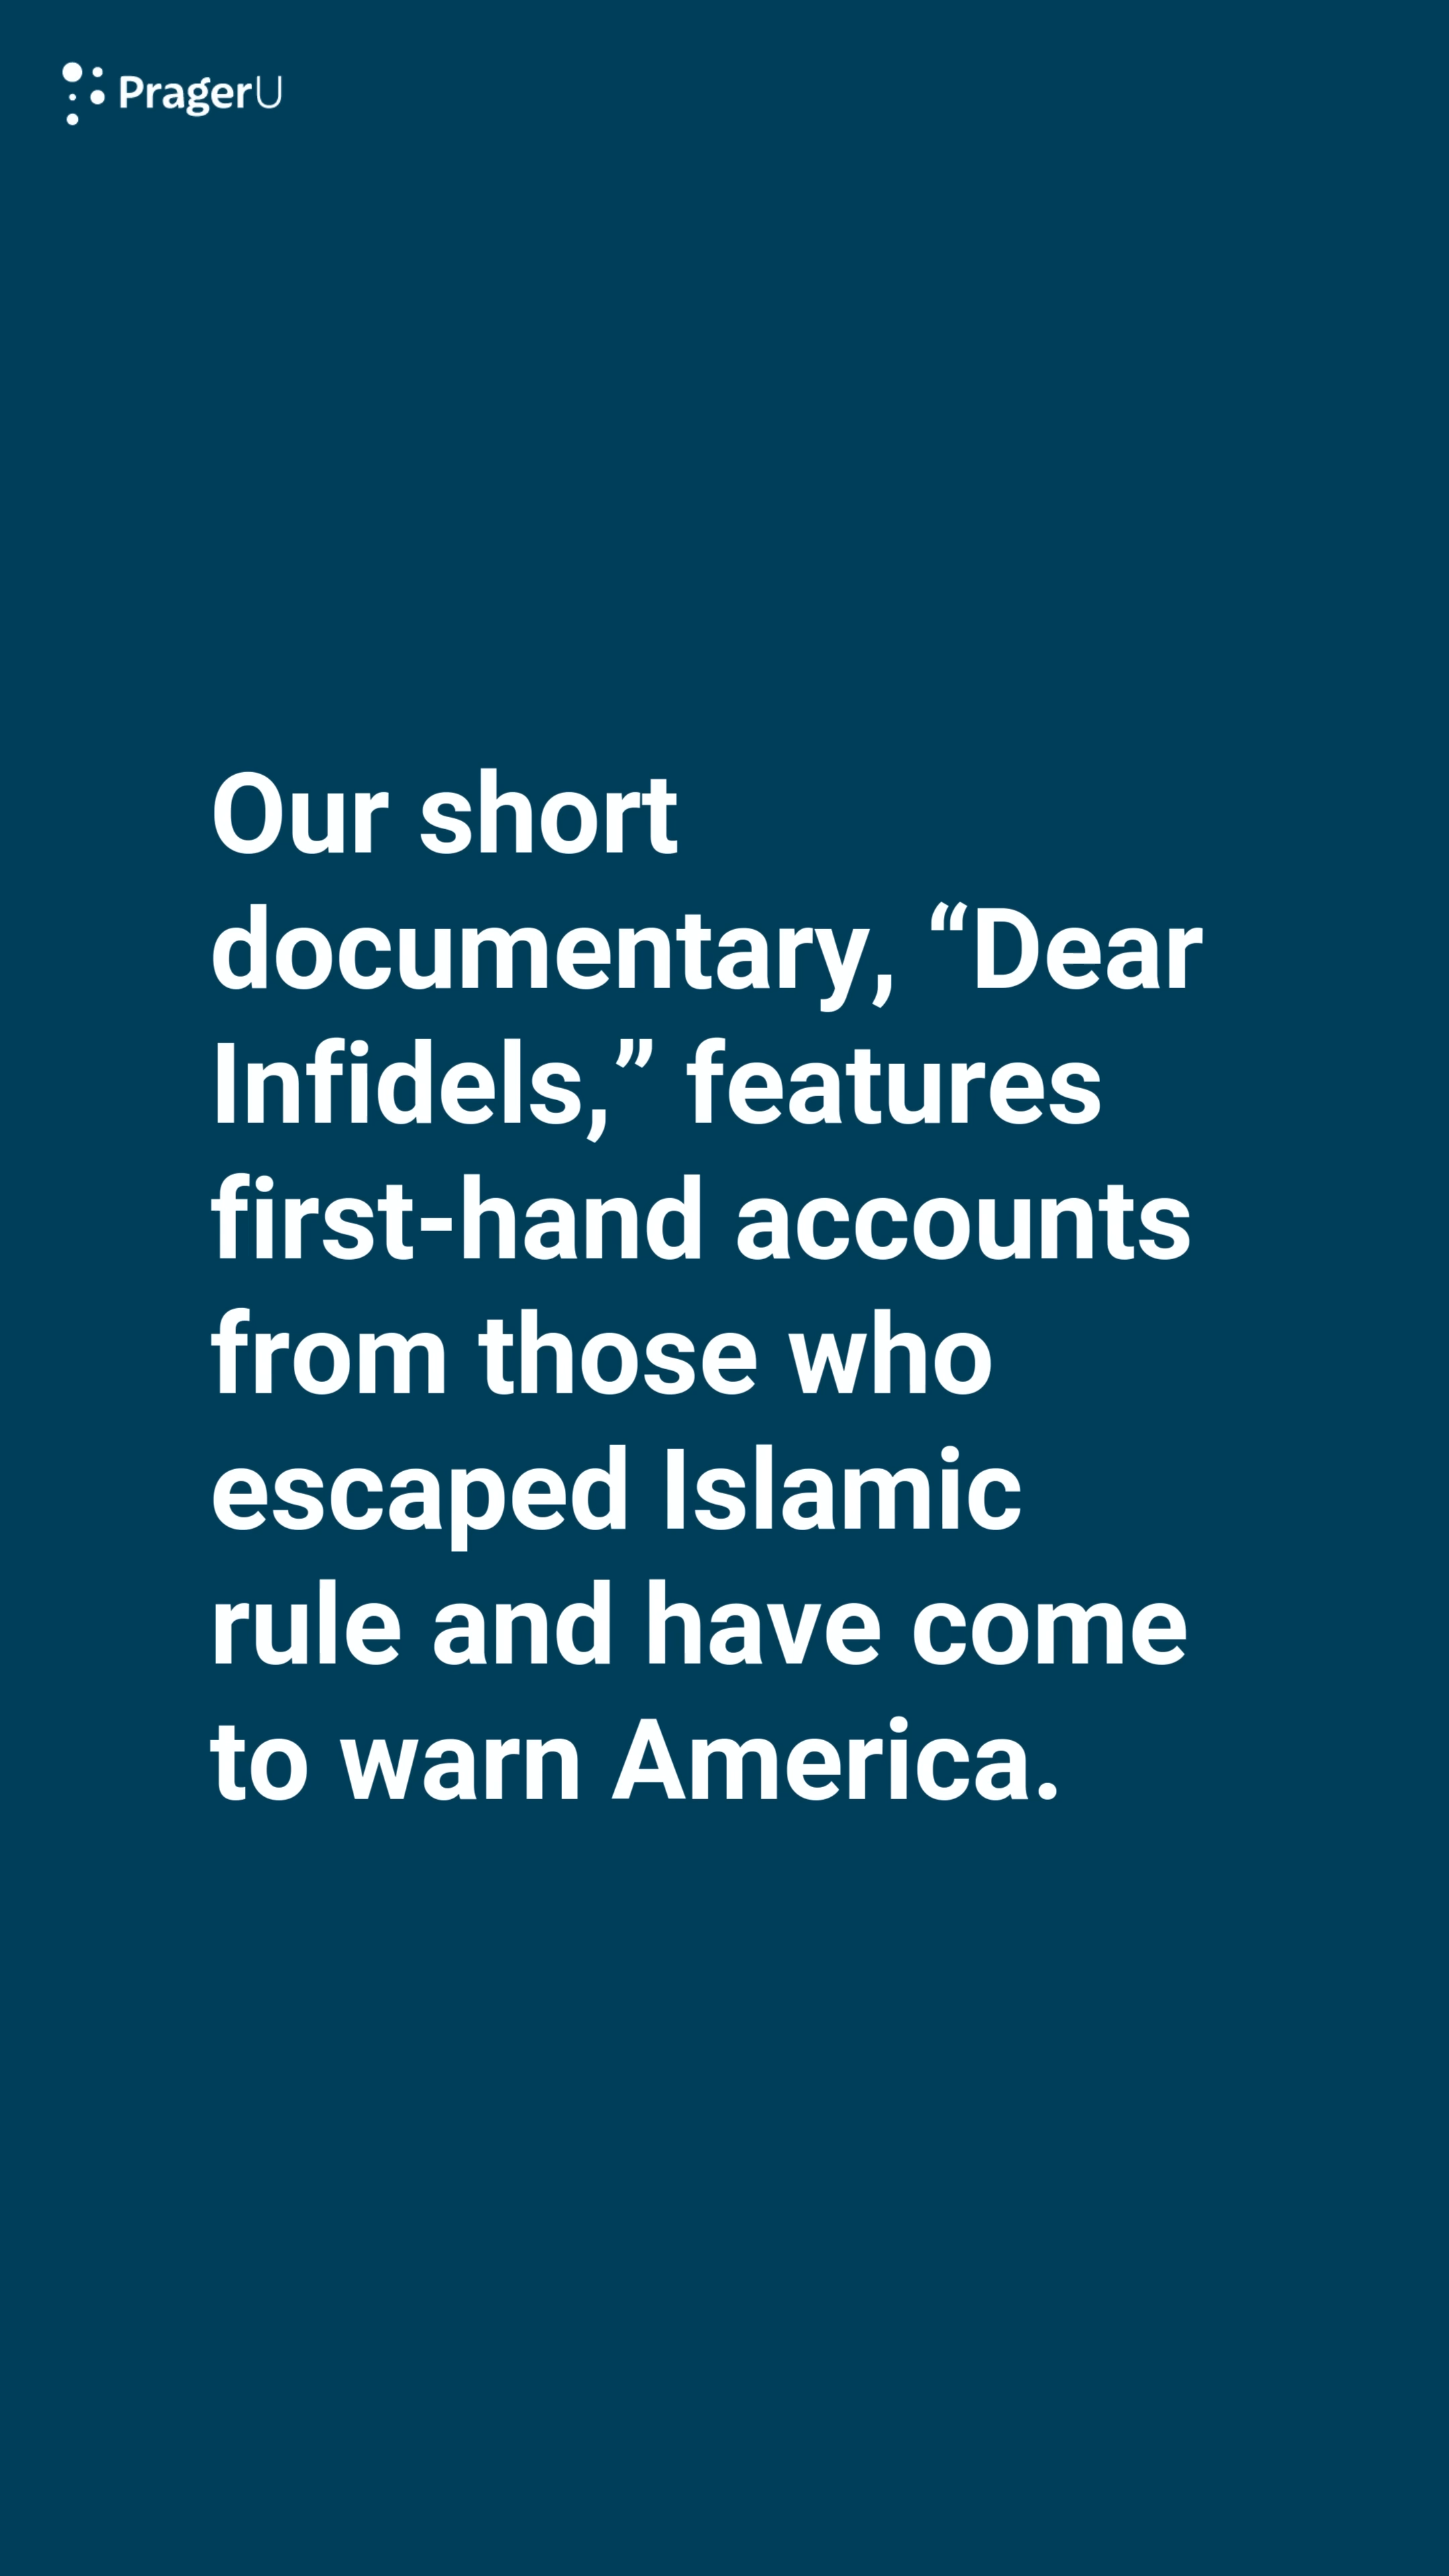 PragerU
Our short
documentary, “Dear
Infidels,” features
first-hand accounts
from those who
escaped Islamic
rule and have come
to warn America.